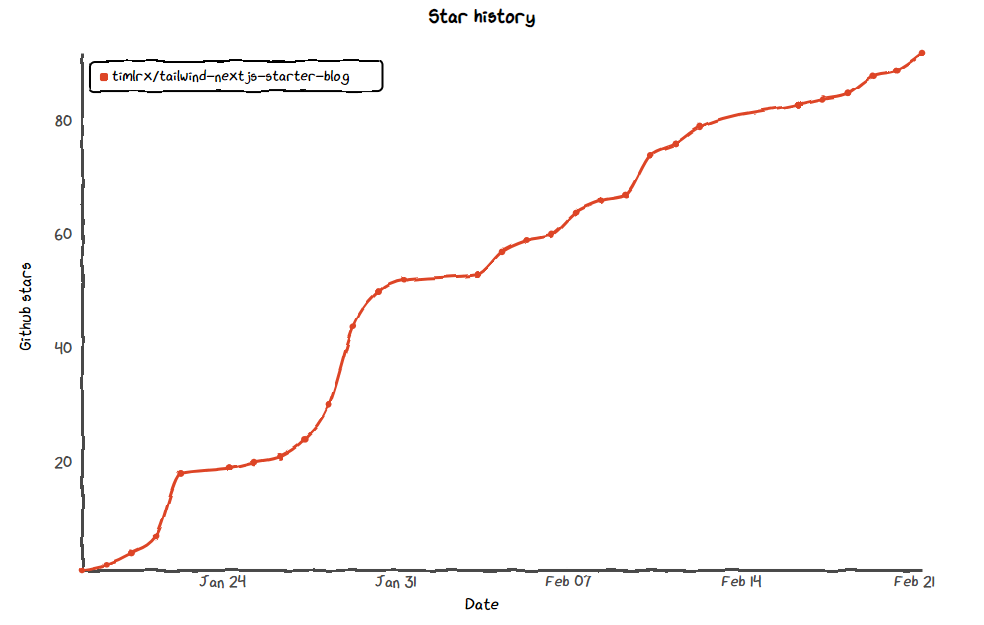 Star history
timlrx/tailwind-nextjs-starter-blog
80
60
40
20
Github stars
Jan 24 Jan 31 Feb 07 Feb 14 Feb 21
Date